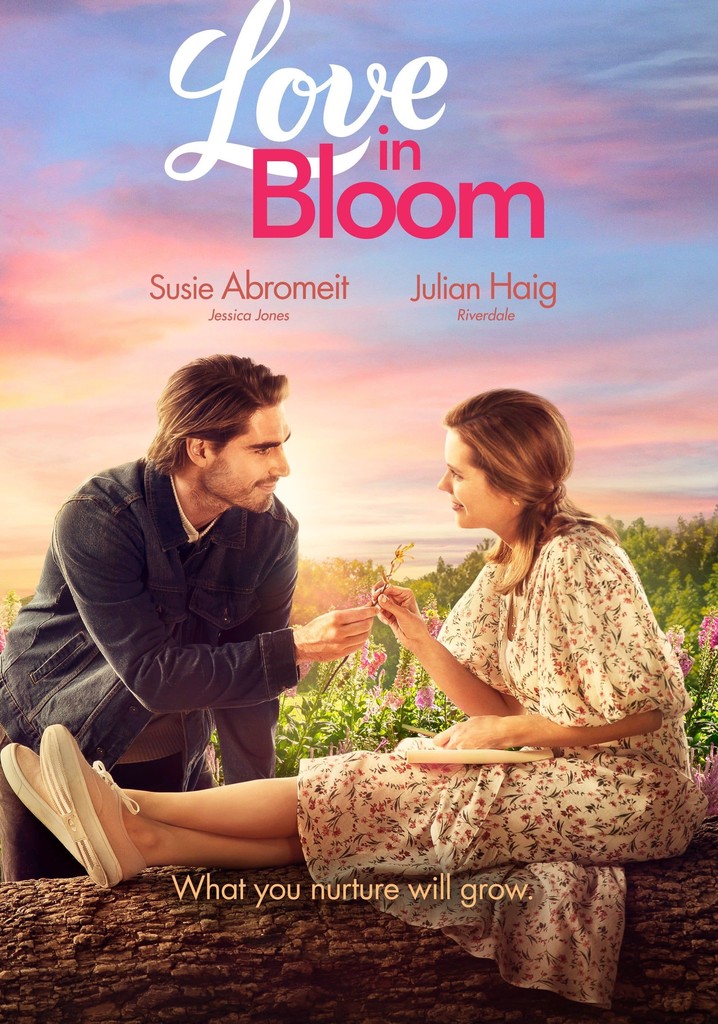 Love
in
Bloom
Susie Abromeit Julian Haig
Jessica Jones Riverdale
What you nurture will grow.